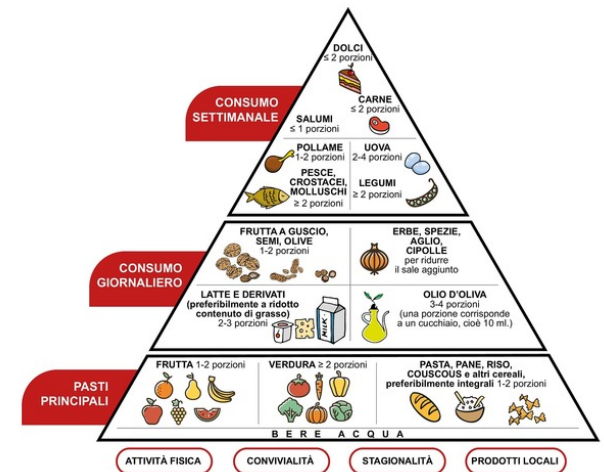 DOLCI
≤ 2 porzioni
CARNE
≤ 2 porzioni
SALUMI
≤ 1 porzioni
CONSUMO
SETTIMANALE
POLLAME
1-2 porzioni
UOVA
2-4 porzioni
PESCE,
CROSTACEI,
MOLLUSCHI
≥ 2 porzioni
LEGUMI
≥ 2 porzioni
CONSUMO
GIORNALIERO
FRUTTA A GUSCIO,
SEMI, OLIVE
1-2 porzioni
ERBE, SPEZIE,
AGLIO,
CIPOLLE
per ridurre
il sale aggiunto
LATTE E DERIVATI
(preferibilmente a ridotto
contenuto di grasso)
2-3 porzioni
MILK
OLIO D'OLIVA
3-4 porzioni
(una porzione corrisponde
a un cucchiaio, cioè 10 ml.)
PASTI
PRINCIPALI
FRUTTA 1-2 porzioni
VERDURA ≥ 2 porzioni
PASTA, PANE, RISO,
COUSCOUS e altri cereali,
preferibilmente integrali 1-2 porzioni
BERE ACQUA
ATTIVITÀ FISICA
CONVIVIALITÀ
STAGIONALITÀ
PRODOTTI LOCALI